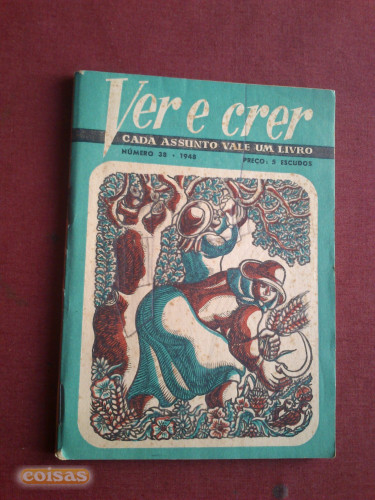 Ver e crer
CADA ASSUNTO VALE UM LIVRO
NÚMERO 38 - 1948 PREÇO: 5 ESCUDOS
coisas